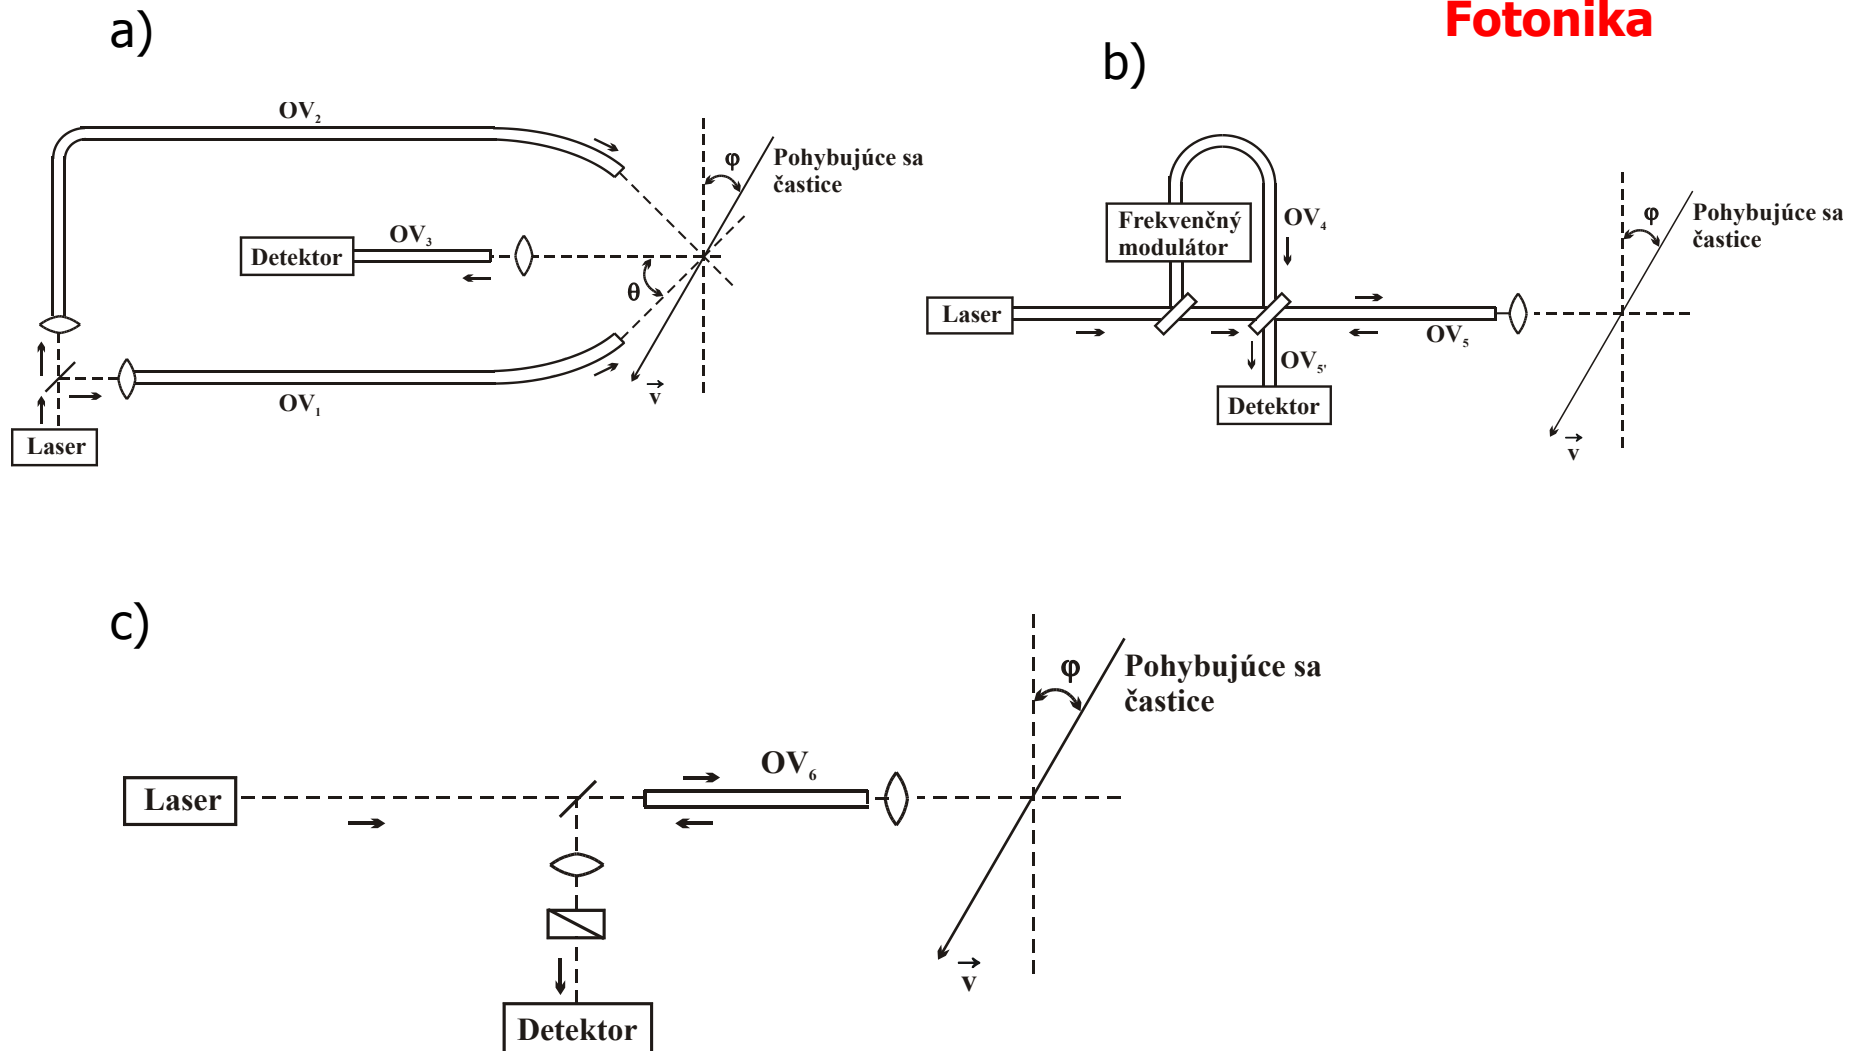 Fotonika
a)
OV₂
φ
Pohybujúce sa
častice
Detektor
OV₃
θ
OV₁
v
Laser
b)
Frekvenčný
modulátor
OV₄
φ
Pohybujúce sa
častice
Laser
OV₅
OV₅'
Detektor
v
c)
φ
Pohybujúce sa
častice
Laser
OV₆
v
Detektor